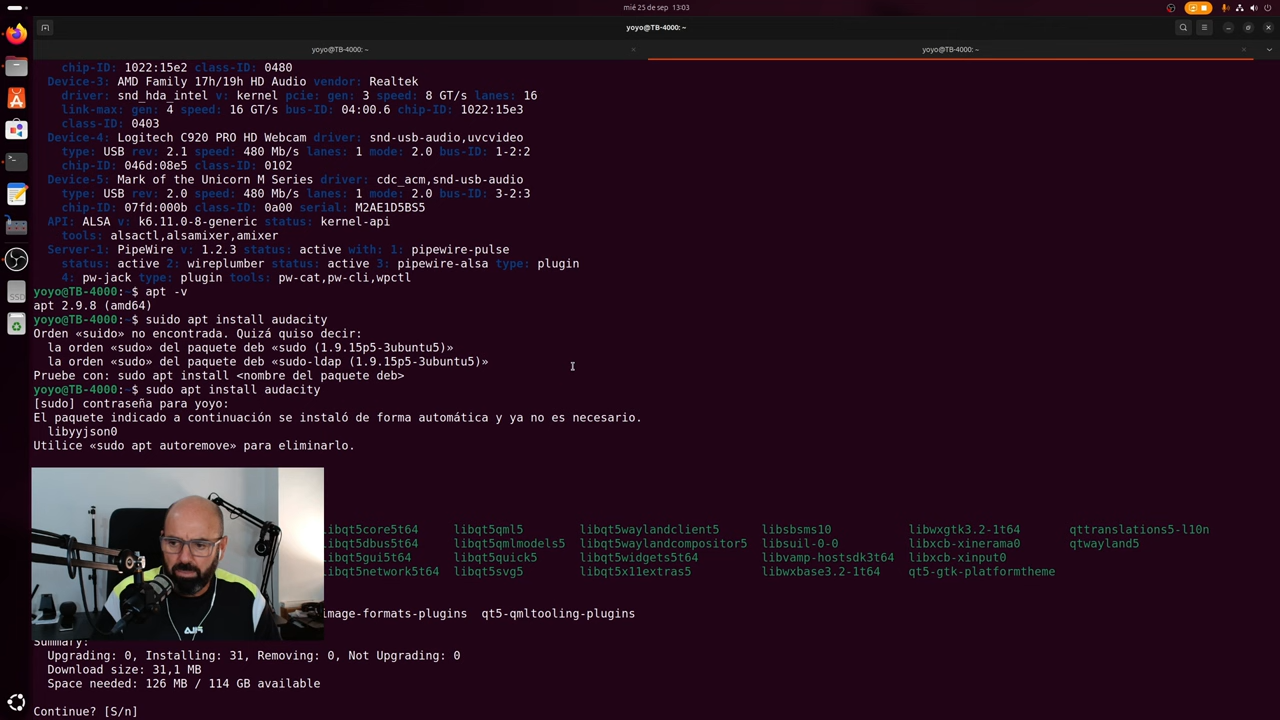 mié 25 de sep  13:03
yoyo@TB-4000: ~
yoyo@TB-4000: ~
yoyo@TB-4000: ~
chip-ID: 1022:15e2 class-ID: 0480
Device-3: AMD Family 17h/19h HD Audio vendor: Realtek
driver: snd_hda_intel v: kernel pcie: gen: 3 speed: 8 GT/s lanes: 16
link-max: gen: 4 speed: 16 GT/s bus-ID: 04:00.6 chip-ID: 1022:15e3
class-ID: 0403
Device-4: Logitech C920 PRO HD Webcam driver: snd-usb-audio,uvcvideo
type: USB rev: 2.1 speed: 480 Mb/s lanes: 1 mode: 2.0 bus-ID: 1-2:2
chip-ID: 046d:08e5 class-ID: 0102
Device-5: Mark of the Unicorn M Series driver: cdc_acm,snd-usb-audio
type: USB rev: 2.0 speed: 480 Mb/s lanes: 1 mode: 2.0 bus-ID: 3-2:3
chip-ID: 07fd:000b class-ID: 0a00 serial: M2AE1D5BS5
API: ALSA v: k6.11.0-8-generic status: kernel-api
tools: alsactl,alsamixer,amixer
Server-1: PipeWire v: 1.2.3 status: active with: 1: pipewire-pulse
status: active 2: wireplumber status: active 3: pipewire-alsa type: plugin
4: pw-jack type: plugin tools: pw-cat,pw-cli,wpctl
yoyo@TB-4000:~$ apt -v
apt 2.9.8 (amd64)
yoyo@TB-4000:~$ suido apt install audacity
Orden «suido» no encontrada. Quizá quiso decir:
la orden «sudo» del paquete deb «sudo (1.9.15p5-3ubuntu5)»
la orden «sudo» del paquete deb «sudo-ldap (1.9.15p5-3ubuntu5)»
Pruebe con: sudo apt install <nombre del paquete deb>
yoyo@TB-4000:~$ sudo apt install audacity
[sudo] contraseña para yoyo:
El paquete indicado a continuación se instaló de forma automática y ya no es necesario.
libyyjson0
Utilice «sudo apt autoremove» para eliminarlo.
libqt5core5t64 libqt5qml5 libqt5waylandclient5 libsbsms10 libwxgtk3.2-1t64 qttranslations5-l10n
libqt5dbus5t64 libqt5qmlmodels5 libqt5waylandcompositor5 libsuil-0-0 libxcb-xinerama0 qtwayland5
libqt5gui5t64 libqt5quick5 libqt5widgets5t64 libvamp-hostsdk3t64 libxcb-xinput0
libqt5network5t64 libqt5svg5 libqt5x11extras5 libwxbase3.2-1t64 qt5-gtk-platformtheme
image-formats-plugins qt5-qmltooling-plugins
Summary:
Upgrading: 0, Installing: 31, Removing: 0, Not Upgrading: 0
Download size: 31,1 MB
Space needed: 126 MB / 114 GB available
Continue? [S/n]